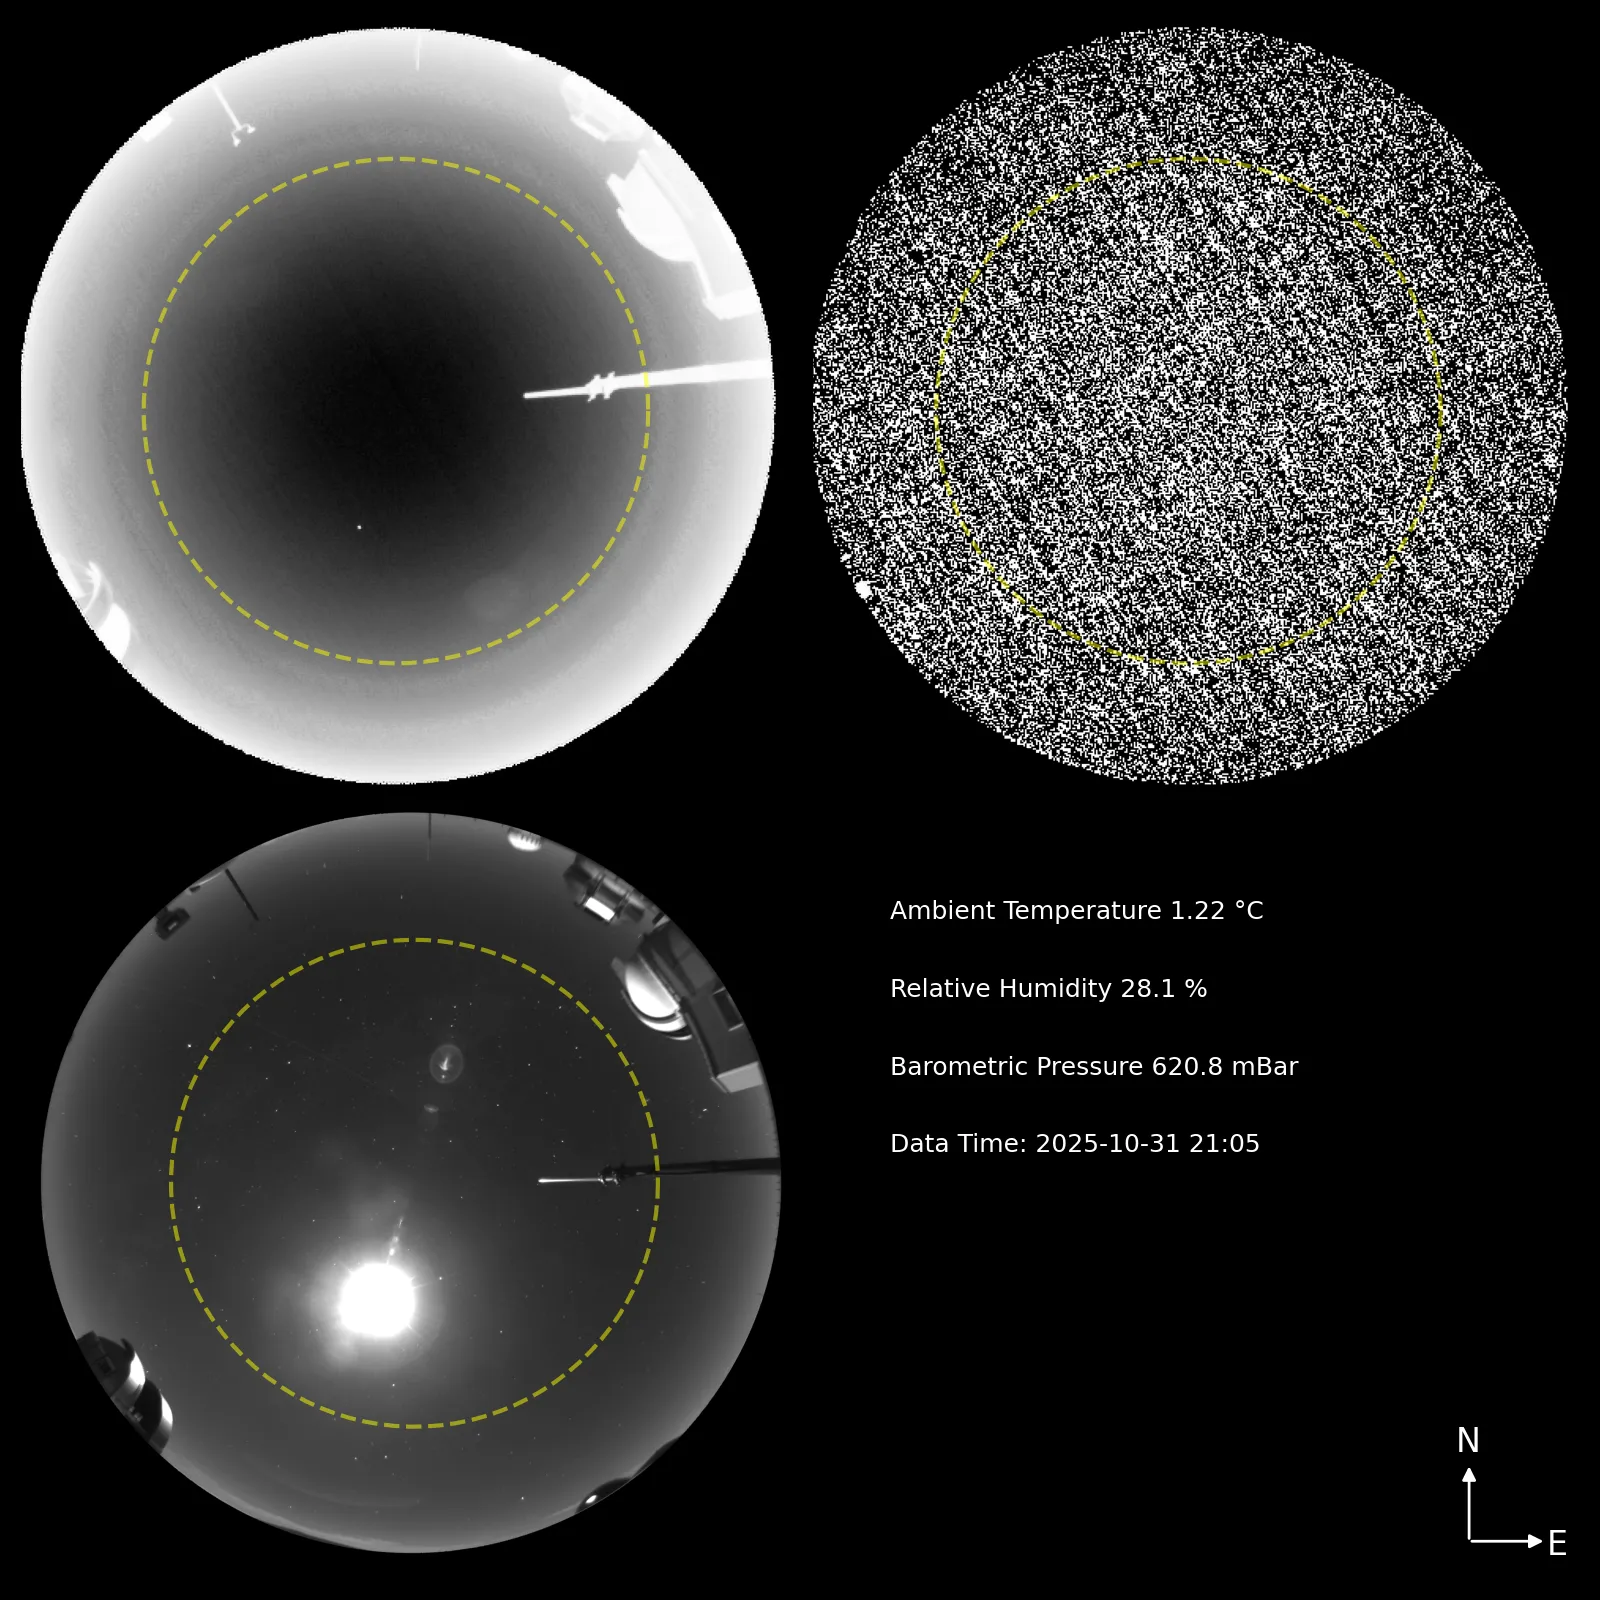 Ambient Temperature 1.22 °C
Relative Humidity 28.1 %
Barometric Pressure 620.8 mBar
Data Time: 2025-10-31 21:05
N
E